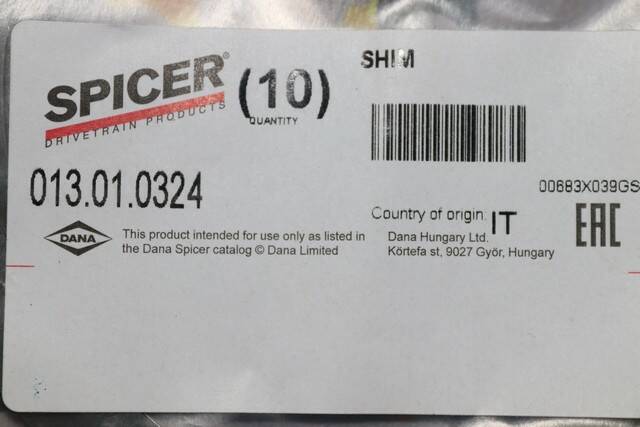 SPICER®
DRIVETRAIN PRODUCTS
(10)
QUANTITY
SHIM
013.01.0324
00683X039GS
DANA
This product intended for use only as listed in
the Dana Spicer catalog © Dana Limited
Country of origin: IT
Dana Hungary Ltd.
Körtefa st, 9027 Győr, Hungary
EAC